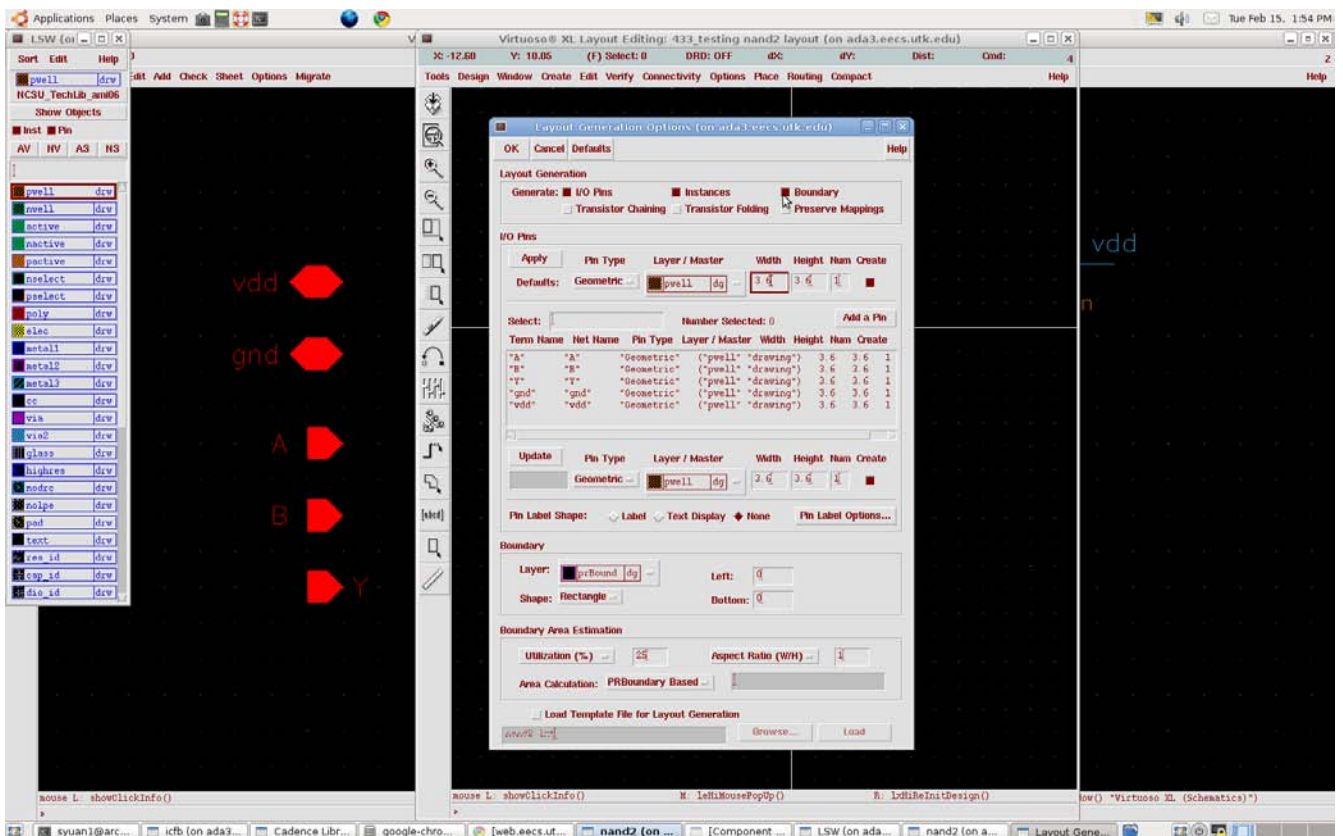 Applications Places System
Tue Feb 15, 1:54 PM
LSW (or
V
Virtuoso® XL Layout Editing: 433_testing nand2 layout (on ada3.eecs.utk.edu)
Sort Edit Help
X: -12.60 Y: 10.05 (F) Select: 0 DRD: OFF dX: dY: Dist: Cmd: 4
2
pwell drw
dit Add Check Sheet Options Migrate
Tools Design Window Create Edit Verify Connectivity Options Place Routing Compact Help
Help
NCSU_TechLib_ami06
Show Objects
Inst Pin
AV NV AS NS
pwell drw
nwell drw
active drw
nactive drw
pactive drw
nselect drw
pselect drw
poly drw
elec drw
metal1 drw
metal2 drw
metal3 drw
cc drw
via drw
via2 drw
glass drw
highres drw
nodrc drw
nolpe drw
pad drw
text drw
res_id drw
cap_id drw
dio_id drw
vdd
gnd
A
B
Y
[abcd]
Layout Generation Options (on ada3.eecs.utk.edu)
OK Cancel Defaults Help
Layout Generation
Generate: I/O Pins Instances Boundary
Transistor Chaining Transistor Folding Preserve Mappings
I/O Pins
Apply Pin Type Layer / Master Width Height Num Create
Defaults: Geometric pwell dg 3.6 3.6 1
Select: Number Selected: 0 Add a Pin
Term Name Net Name Pin Type Layer / Master Width Height Num Create
"A" "A" "Geometric" ("pwell" "drawing") 3.6 3.6 1
"B" "B" "Geometric" ("pwell" "drawing") 3.6 3.6 1
"Y" "Y" "Geometric" ("pwell" "drawing") 3.6 3.6 1
"gnd" "gnd" "Geometric" ("pwell" "drawing") 3.6 3.6 1
"vdd" "vdd" "Geometric" ("pwell" "drawing") 3.6 3.6 1
Update Pin Type Layer / Master Width Height Num Create
Geometric pwell dg 3.6 3.6 1
Pin Label Shape: Label Text Display None Pin Label Options...
Boundary
Layer: prBound dg Left: 0
Shape: Rectangle Bottom: 0
Boundary Area Estimation
Utilization (%) 25 Aspect Ratio (W/H) 1
Area Calculation: PRBoundary Based
Load Template File for Layout Generation
Browse... Load
vdd
n
mouse L: showClickInfo()
mouse L: showClickInfo() M: leHiMousePopUp() R: lxHiReInitDesign()
low() "Virtuoso XL (Schematics)")
>
>
syuan1@arc... icfb (on ada3... Cadence Libr... google-chro... [web.eecs.ut... nand2 (on ... [Component ... LSW (on ada... nand2 (on a... Layout Gene...